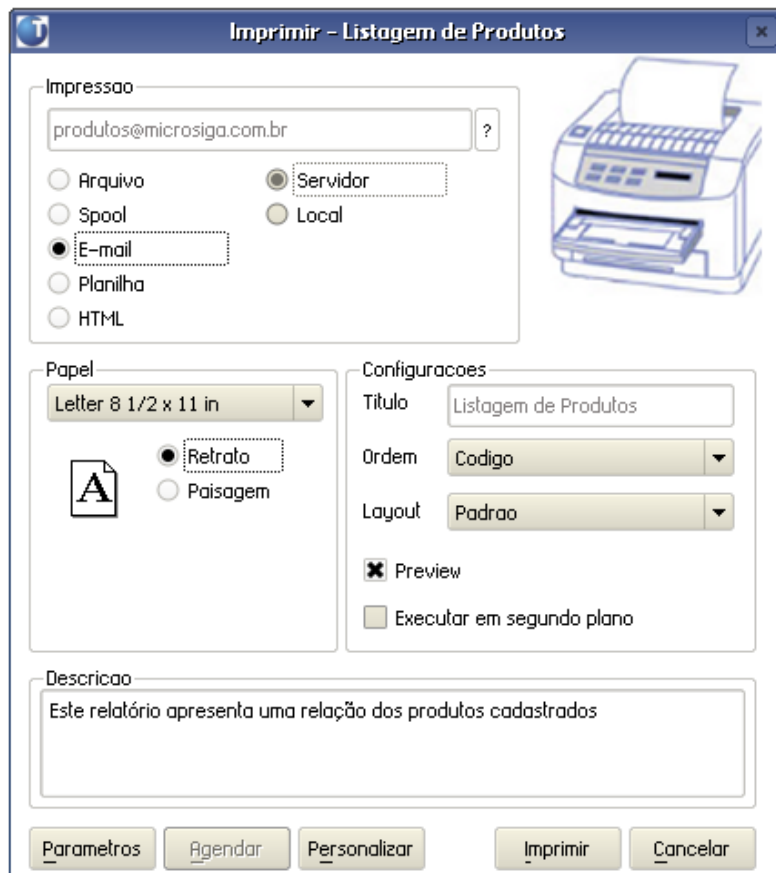 Imprimir - Listagem de Produtos
Impressao
produtos@microsiga.com.br ?
Arquivo Servidor
Spool Local
E-mail
Planilha
HTML
Papel
Letter 8 1/2 x 11 in
Retrato
Paisagem
A
Configuracoes
Titulo Listagem de Produtos
Ordem Codigo
Layout Padrao
Preview
Executar em segundo plano
Descricao
Este relatório apresenta uma relação dos produtos cadastrados
Parametros Agendar Personalizar Imprimir Cancelar